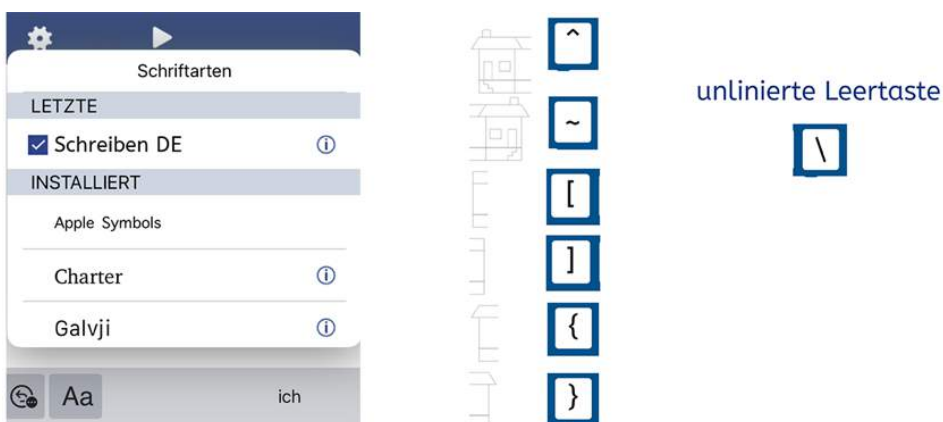 Schriftarten
LETZTE
Schreiben DE
INSTALLIERT
Apple Symbols
Charter
Galvji
Aa
ich
^
~
[
]
{
}
unlinierte Leertaste
\